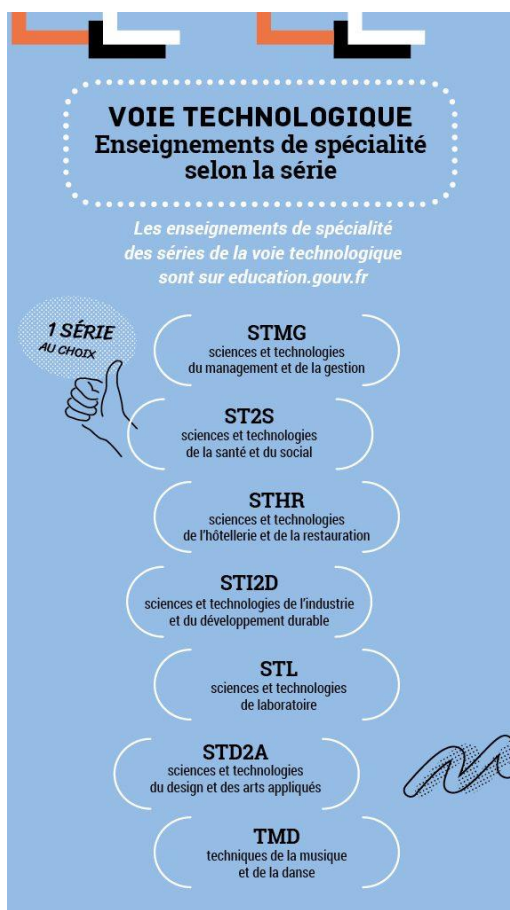 VOIE TECHNOLOGIQUE
Enseignements de spécialité
selon la série
Les enseignements de spécialité
des séries de la voie technologique
sont sur education.gouv.fr
1 SÉRIE
AU CHOIX
STMG
sciences et technologies
du management et de la gestion
ST2S
sciences et technologies
de la santé et du social
STHR
sciences et technologies
de l'hôtellerie et de la restauration
STI2D
sciences et technologies de l'industrie
et du développement durable
STL
sciences et technologies
de laboratoire
STD2A
sciences et technologies
du design et des arts appliqués
TMD
techniques de la musique
et de la danse